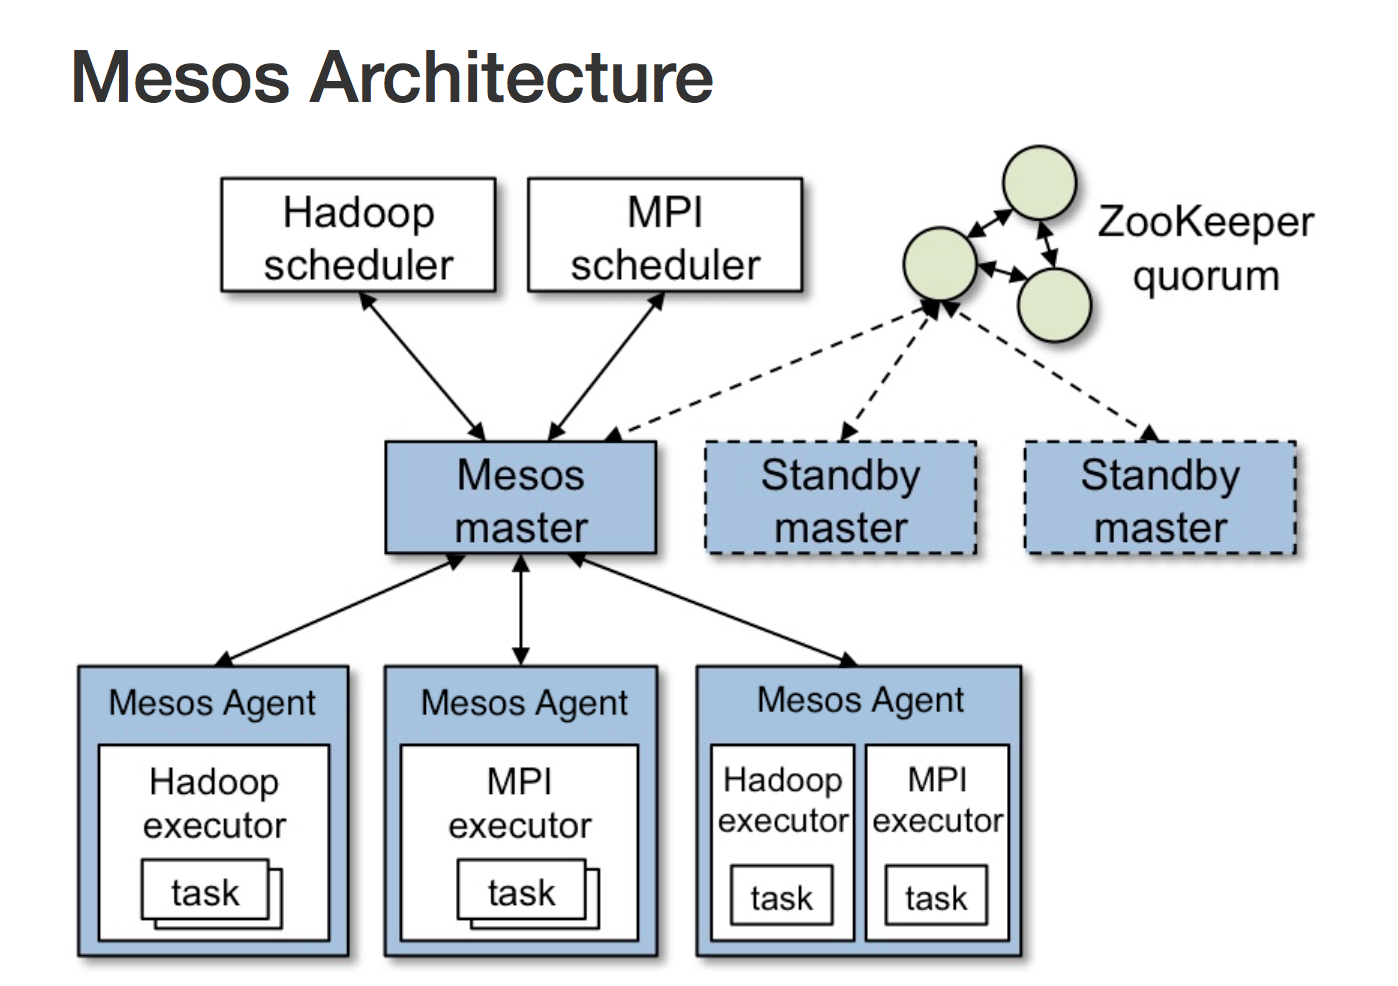 Mesos Architecture
Hadoop
scheduler
MPI
scheduler
ZooKeeper
quorum
Mesos
master
Standby
master
Standby
master
Mesos Agent
Hadoop
executor
task
Mesos Agent
MPI
executor
task
Mesos Agent
Hadoop
executor
task
MPI
executor
task